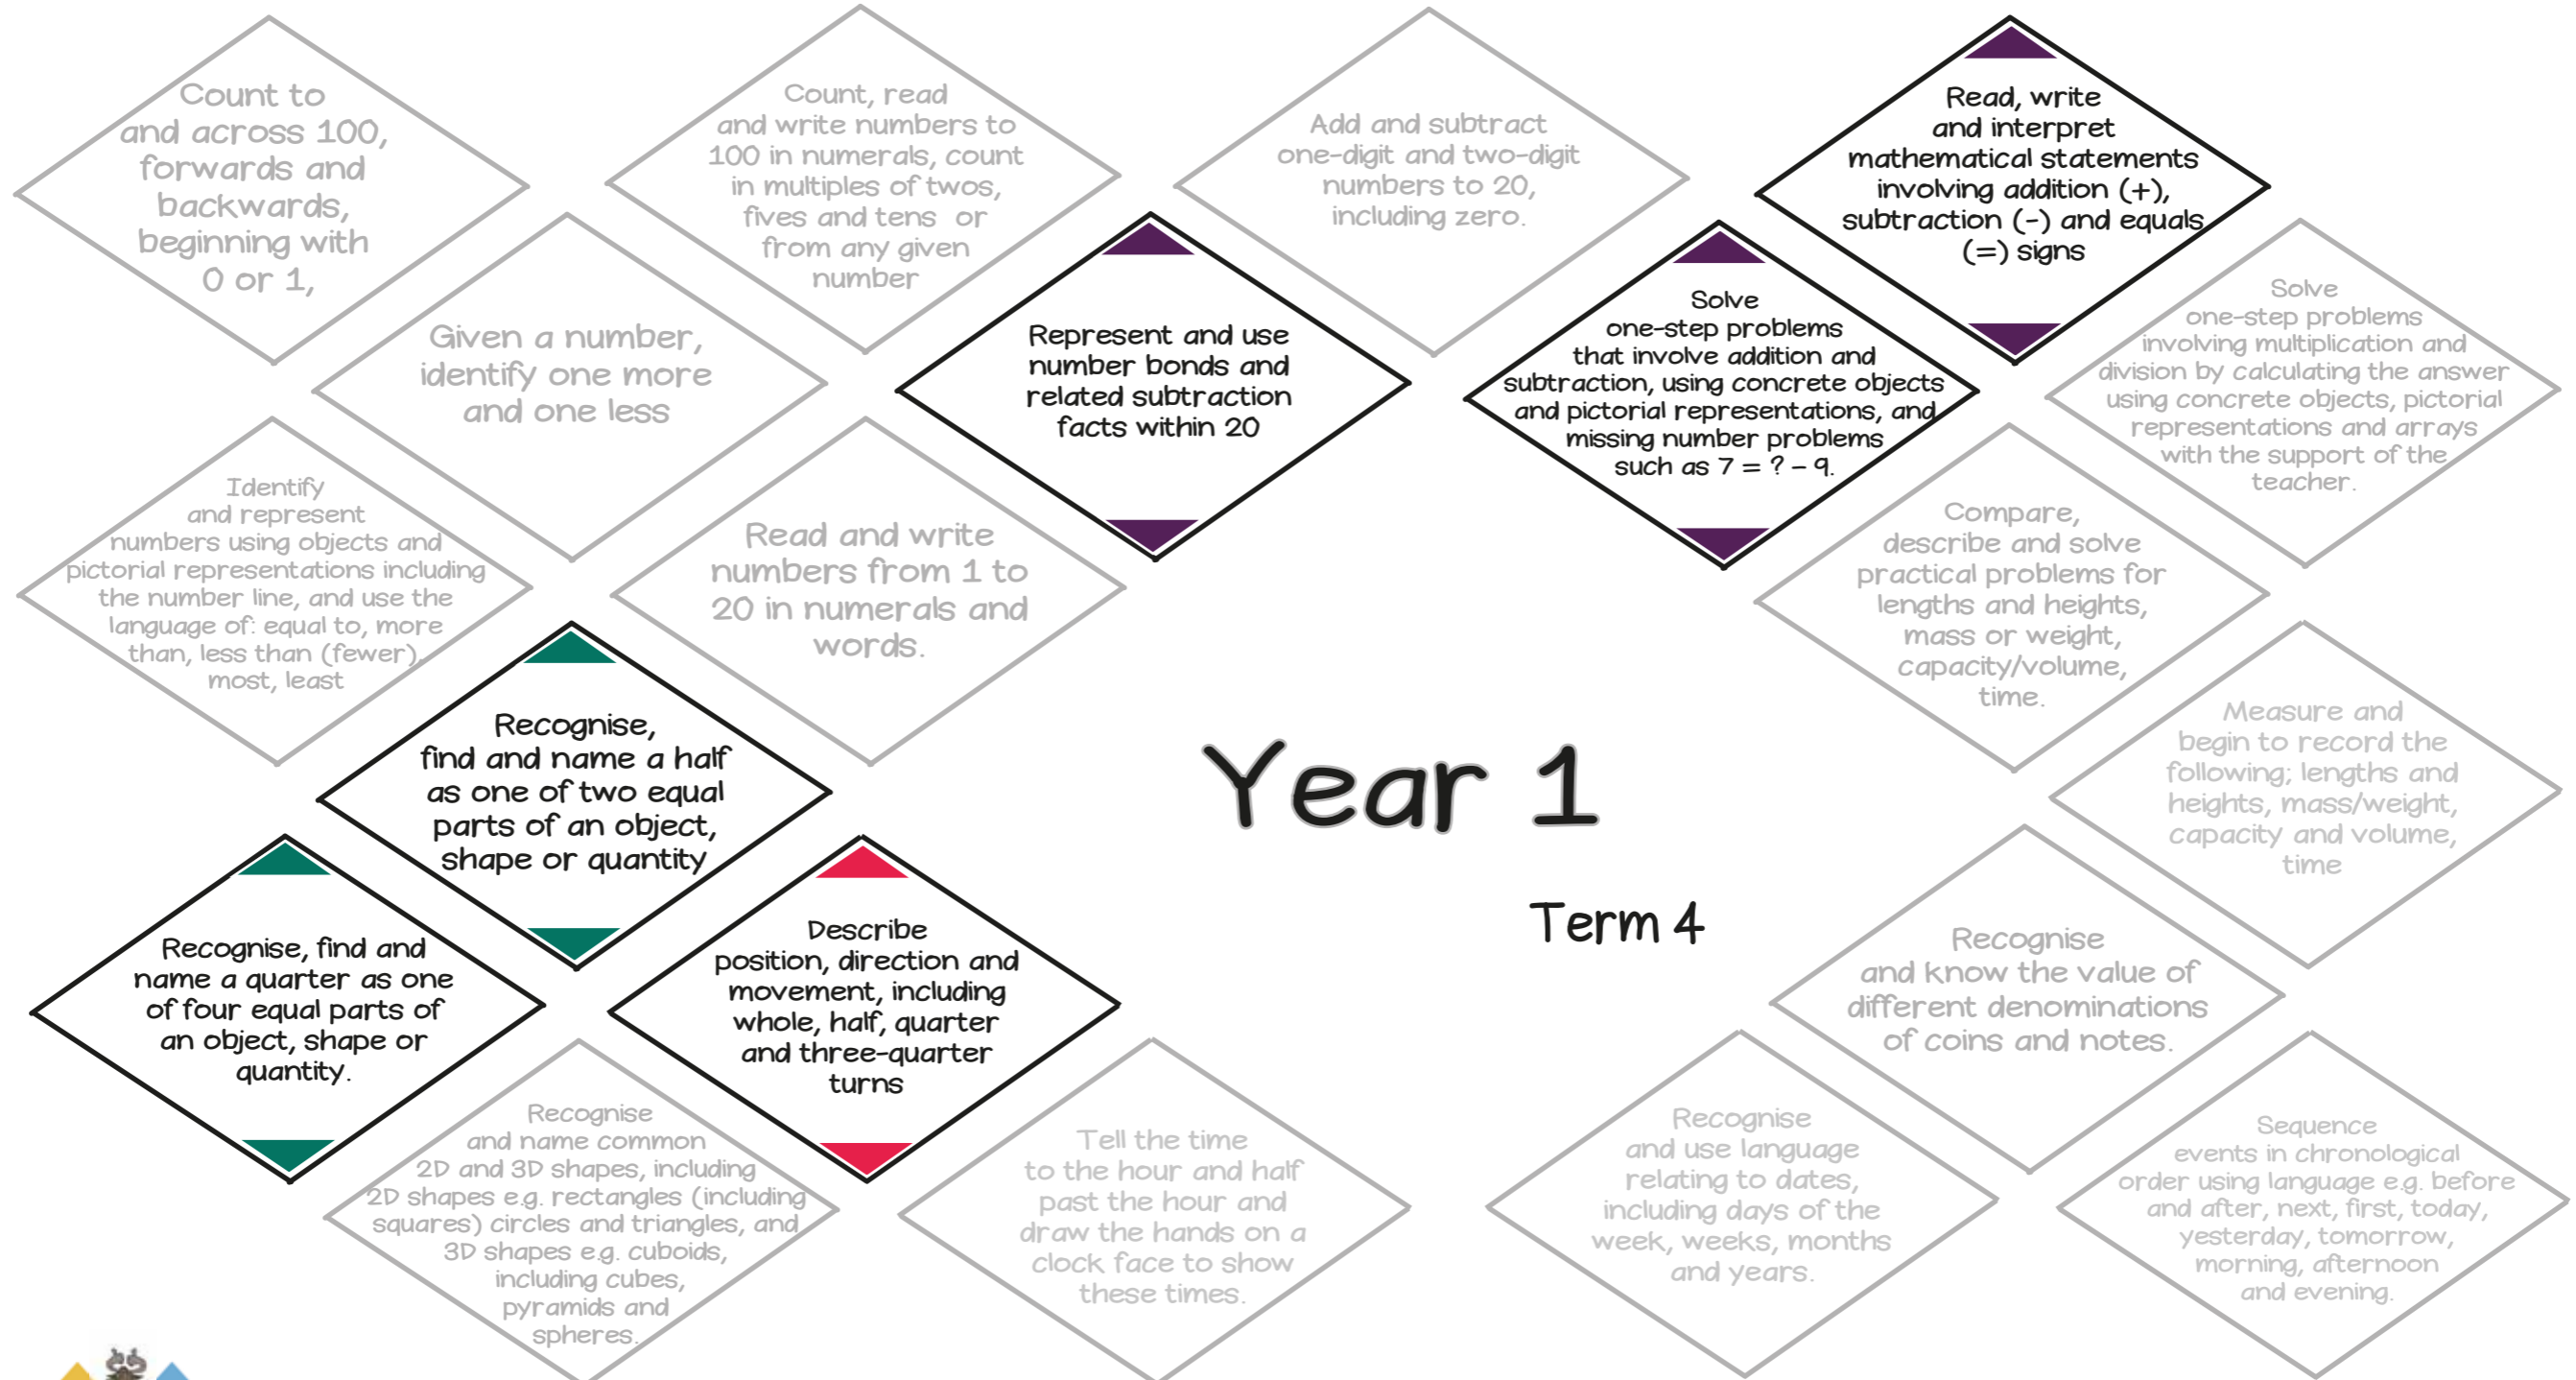 Count to
and across 100,
forwards and
backwards,
beginning with
0 or 1,
Count, read
and write numbers to
100 in numerals, count
in multiples of twos,
fives and tens or
from any given
number
Add and subtract
one-digit and two-digit
numbers to 20,
including zero.
Read, write
and interpret
mathematical statements
involving addition (+),
subtraction (-) and equals
(=) signs
Given a number,
identify one more
and one less
Represent and use
number bonds and
related subtraction
facts within 20
Solve
one-step problems
that involve addition and
subtraction, using concrete objects
and pictorial representations, and
missing number problems
such as 7 = ? – 9.
Solve
one-step problems
involving multiplication and
division by calculating the answer
using concrete objects, pictorial
representations and arrays
with the support of the
teacher.
Identify
and represent
numbers using objects and
pictorial representations including
the number line, and use the
language of: equal to, more
than, less than (fewer),
most, least
Read and write
numbers from 1 to
20 in numerals and
words.
Compare,
describe and solve
practical problems for
lengths and heights,
mass or weight,
capacity/volume,
time.
Recognise,
find and name a half
as one of two equal
parts of an object,
shape or quantity
Year 1
Term 4
Measure and
begin to record the
following; lengths and
heights, mass/weight,
capacity and volume,
time
Recognise, find and
name a quarter as one
of four equal parts of
an object, shape or
quantity.
Describe
position, direction and
movement, including
whole, half, quarter
and three-quarter
turns
Recognise
and know the value of
different denominations
of coins and notes.
Recognise
and name common
2D and 3D shapes, including
2D shapes e.g. rectangles (including
squares) circles and triangles, and
3D shapes e.g. cuboids,
including cubes,
pyramids and
spheres.
Tell the time
to the hour and half
past the hour and
draw the hands on a
clock face to show
these times.
Recognise
and use language
relating to dates,
including days of the
week, weeks, months
and years.
Sequence
events in chronological
order using language e.g. before
and after, next, first, today,
yesterday, tomorrow,
morning, afternoon
and evening.